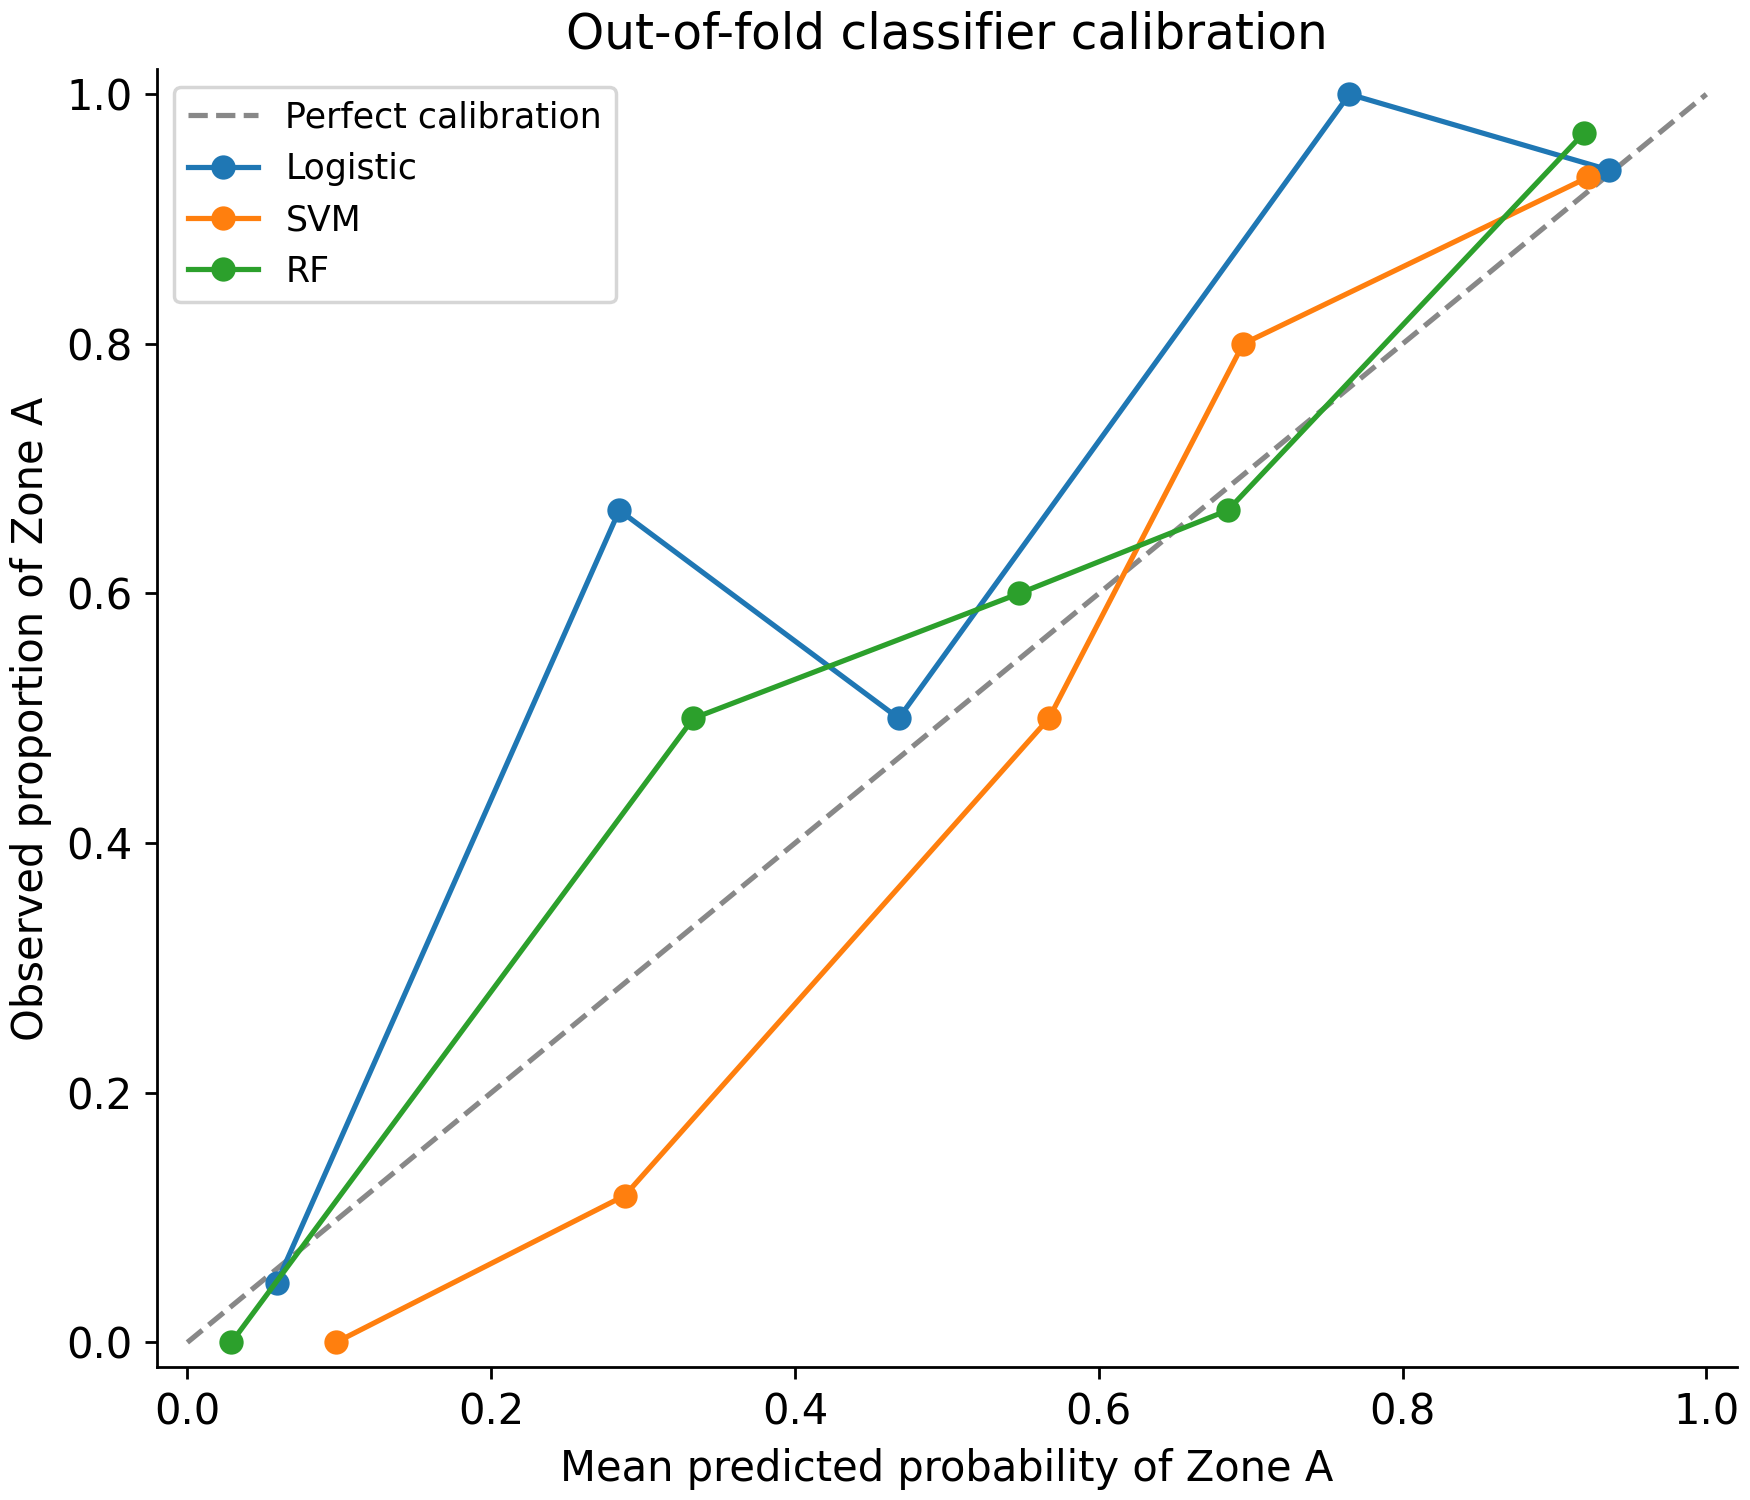 Out-of-fold classifier calibration
Perfect calibration
Logistic
SVM
RF
Observed proportion of Zone A
1.0
0.8
0.6
0.4
0.2
0.0
0.0 0.2 0.4 0.6 0.8 1.0
Mean predicted probability of Zone A